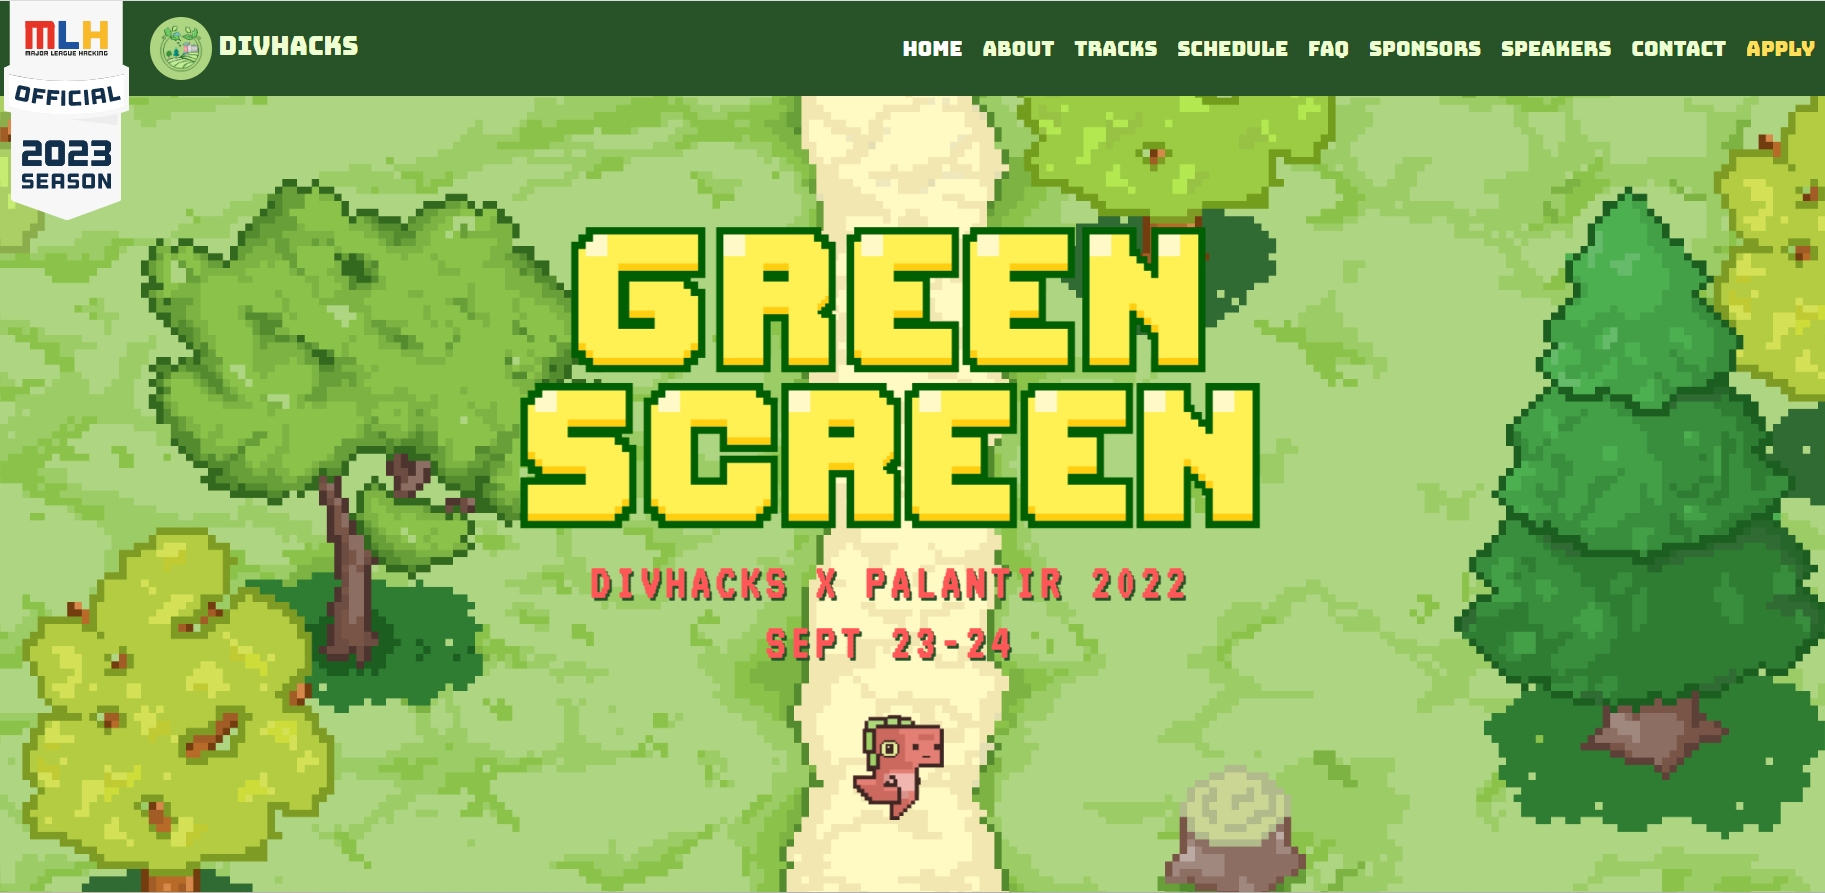 MLH
MAJOR LEAGUE HACKING
OFFICIAL
2023
SEASON
DIVHACKS
HOME ABOUT TRACKS SCHEDULE FAQ SPONSORS SPEAKERS CONTACT APPLY
GREEN
SCREEN
DIVHACKS X PALANTIR 2022
SEPT 23-24